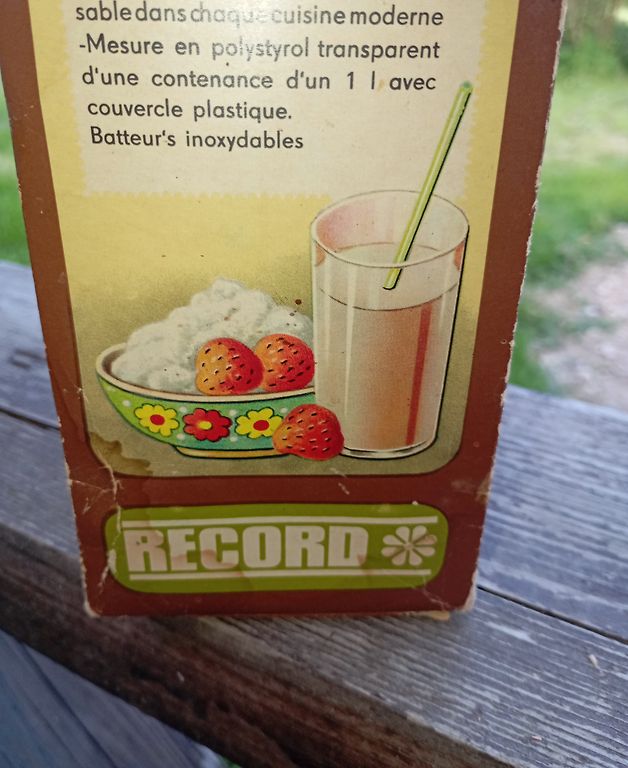 sable dans chaque cuisine moderne
-Mesure en polystyrol transparent
d'une contenance d'un 1 l avec
couvercle plastique.
Batteur's inoxydables
RECORD